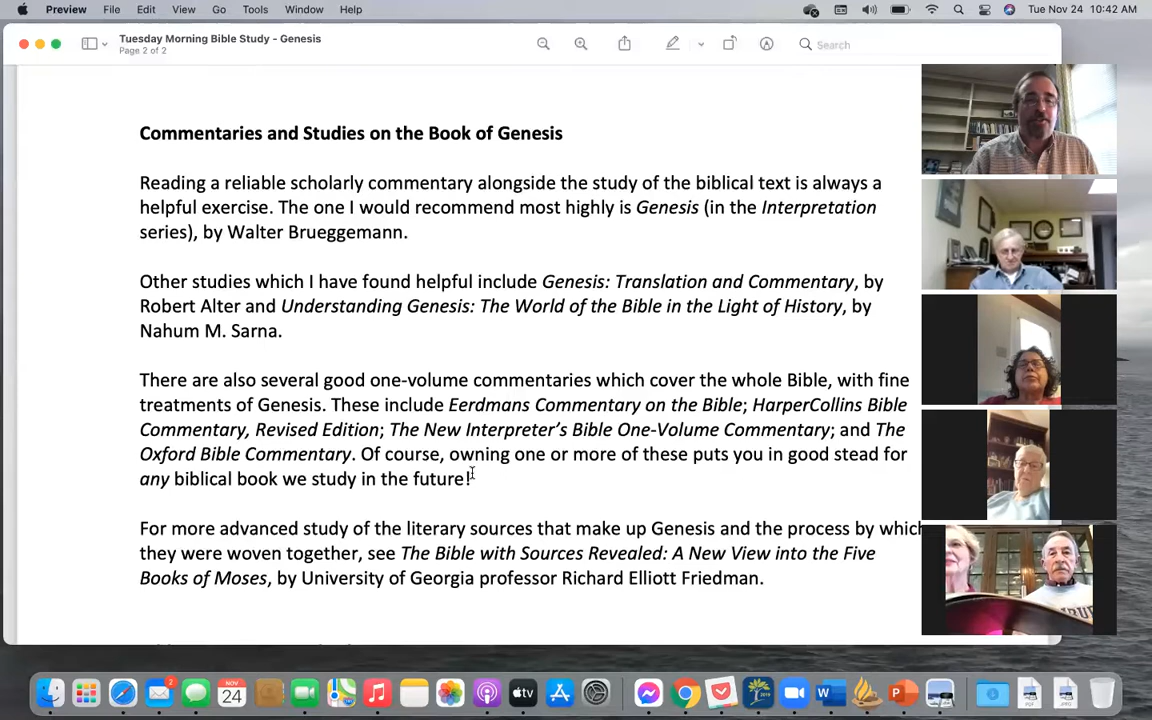 Preview File Edit View Go Tools Window Help Tue Nov 24 10:42 AM
Tuesday Morning Bible Study - Genesis
Page 2 of 2
Search
Commentaries and Studies on the Book of Genesis
Reading a reliable scholarly commentary alongside the study of the biblical text is always a
helpful exercise. The one I would recommend most highly is Genesis (in the Interpretation
series), by Walter Brueggemann.
Other studies which I have found helpful include Genesis: Translation and Commentary, by
Robert Alter and Understanding Genesis: The World of the Bible in the Light of History, by
Nahum M. Sarna.
There are also several good one-volume commentaries which cover the whole Bible, with fine
treatments of Genesis. These include Eerdmans Commentary on the Bible; HarperCollins Bible
Commentary, Revised Edition; The New Interpreter's Bible One-Volume Commentary; and The
Oxford Bible Commentary. Of course, owning one or more of these puts you in good stead for
any biblical book we study in the future!
For more advanced study of the literary sources that make up Genesis and the process by which
they were woven together, see The Bible with Sources Revealed: A New View into the Five
Books of Moses, by University of Georgia professor Richard Elliott Friedman.
2
NOV
24
tv
W
P